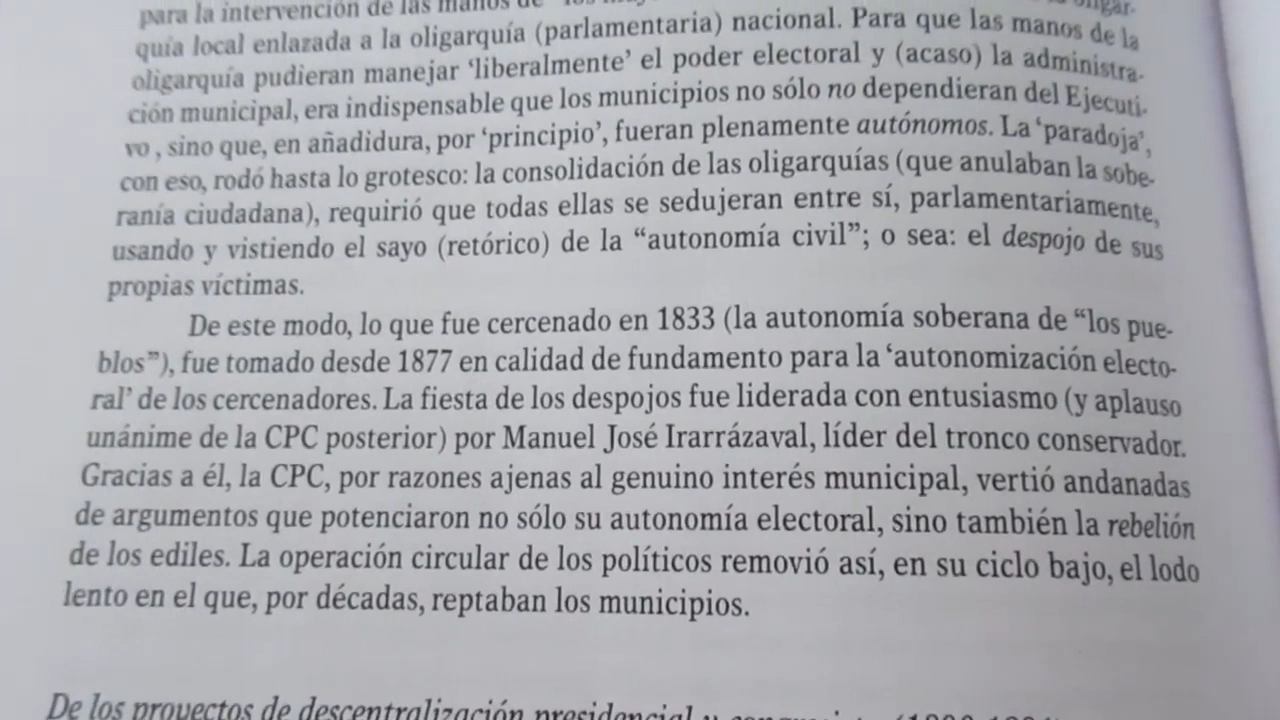 para la intervención de las manos de
quía local enlazada a la oligarquía (parlamentaria) nacional. Para que las manos de la
oligarquía pudieran manejar ‘liberalmente’ el poder electoral y (acaso) la administra-
ción municipal, era indispensable que los municipios no sólo no dependieran del Ejecuti-
vo , sino que, en añadidura, por ‘principio’, fueran plenamente autónomos. La ‘paradoja’,
con eso, rodó hasta lo grotesco: la consolidación de las oligarquías (que anulaban la sobe-
ranía ciudadana), requirió que todas ellas se sedujeran entre sí, parlamentariamente,
usando y vistiendo el sayo (retórico) de la “autonomía civil”; o sea: el despojo de sus
propias víctimas.
De este modo, lo que fue cercenado en 1833 (la autonomía soberana de “los pue-
blos”), fue tomado desde 1877 en calidad de fundamento para la ‘autonomización electo-
ral’ de los cercenadores. La fiesta de los despojos fue liderada con entusiasmo (y aplauso
unánime de la CPC posterior) por Manuel José Irarrázaval, líder del tronco conservador.
Gracias a él, la CPC, por razones ajenas al genuino interés municipal, vertió andanadas
de argumentos que potenciaron no sólo su autonomía electoral, sino también la rebelión
de los ediles. La operación circular de los políticos removió así, en su ciclo bajo, el lodo
lento en el que, por décadas, reptaban los municipios.
De los proyectos de descentralización presidencial y